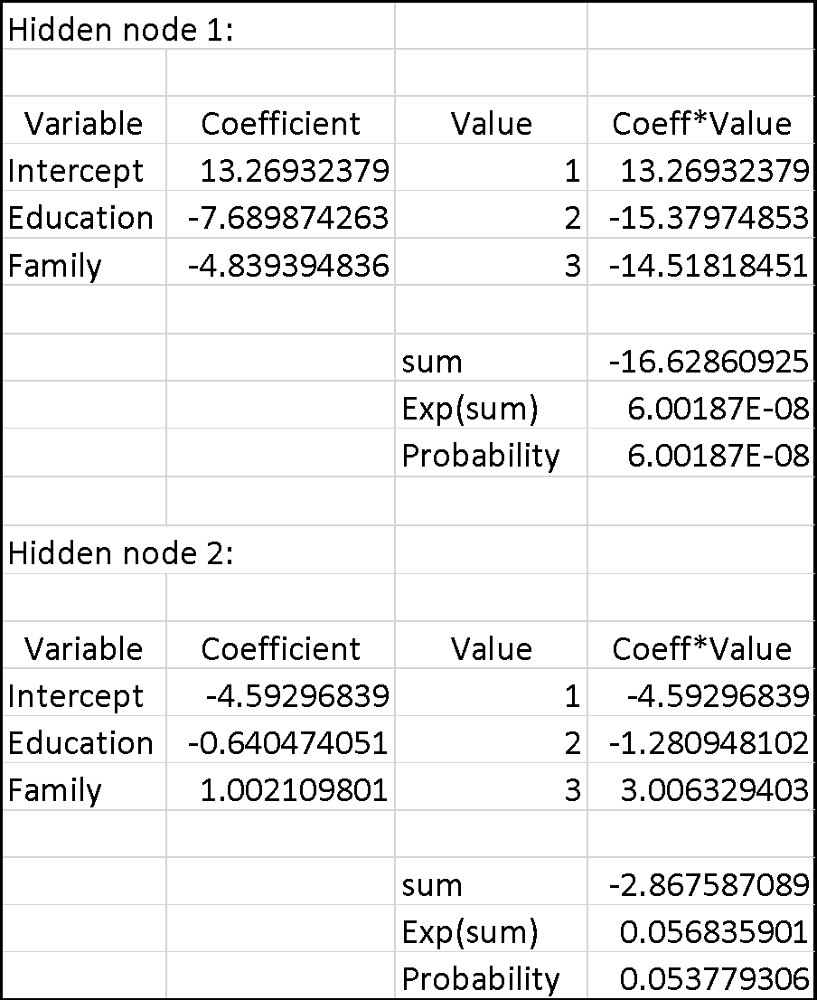 Hidden node 1:
Variable Coefficient Value Coeff*Value
Intercept 13.26932379 1 13.26932379
Education -7.689874263 2 -15.37974853
Family -4.839394836 3 -14.51818451
sum -16.62860925
Exp(sum) 6.00187E-08
Probability 6.00187E-08
Hidden node 2:
Variable Coefficient Value Coeff*Value
Intercept -4.59296839 1 -4.59296839
Education -0.640474051 2 -1.280948102
Family 1.002109801 3 3.006329403
sum -2.867587089
Exp(sum) 0.056835901
Probability 0.053779306